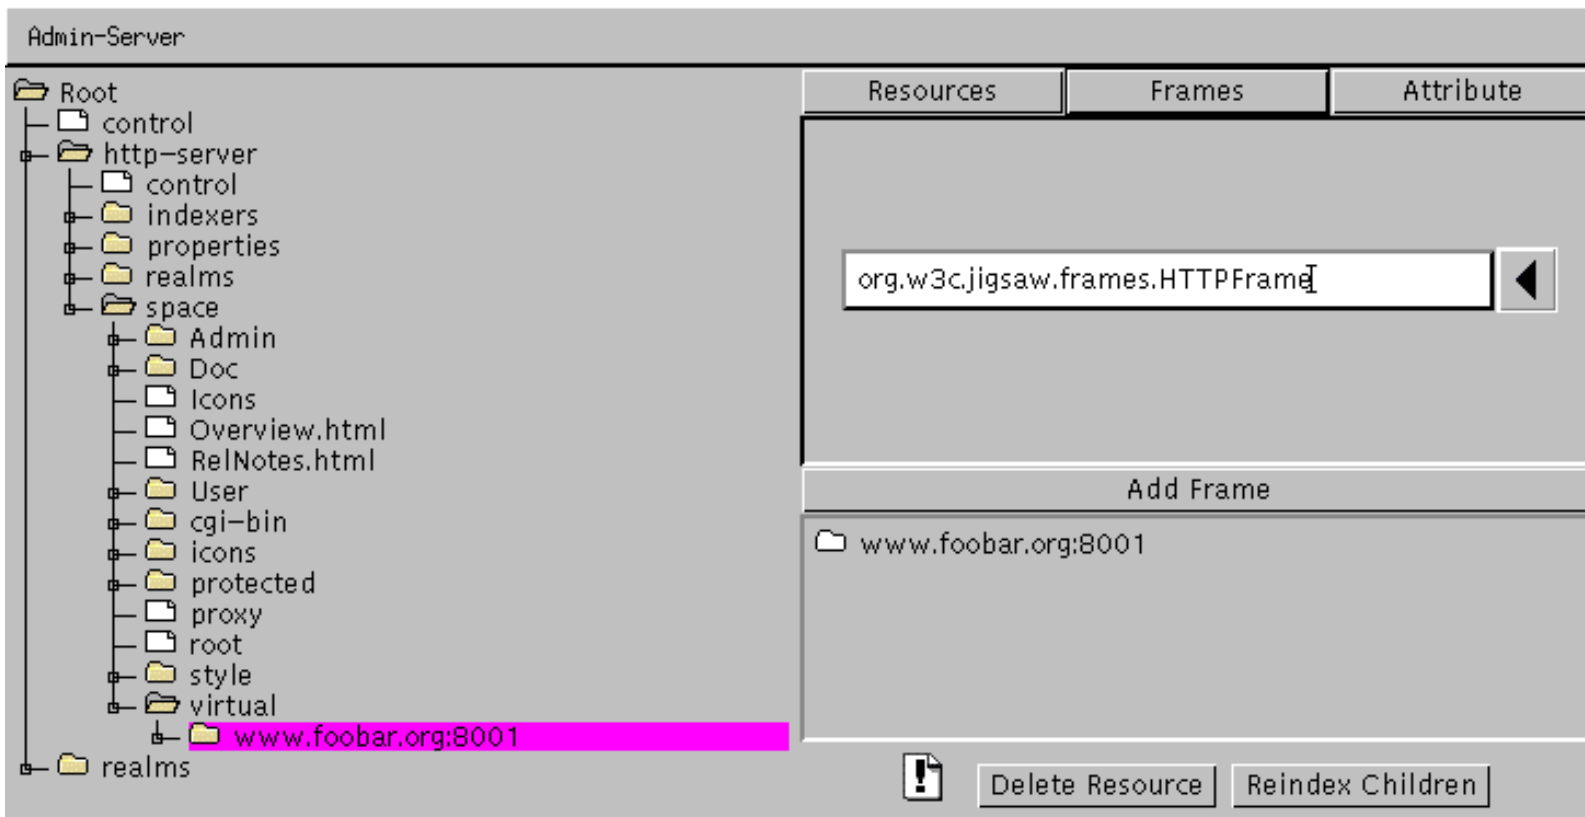 Admin-Server
Root
control
http-server
control
indexers
properties
realms
space
Admin
Doc
Icons
Overview.html
RelNotes.html
User
cgi-bin
icons
protected
proxy
root
style
virtual
www.foobar.org:8001
realms
Resources Frames Attribute
org.w3c.jigsaw.frames.HTTPFrame
Add Frame
www.foobar.org:8001
Delete Resource Reindex Children